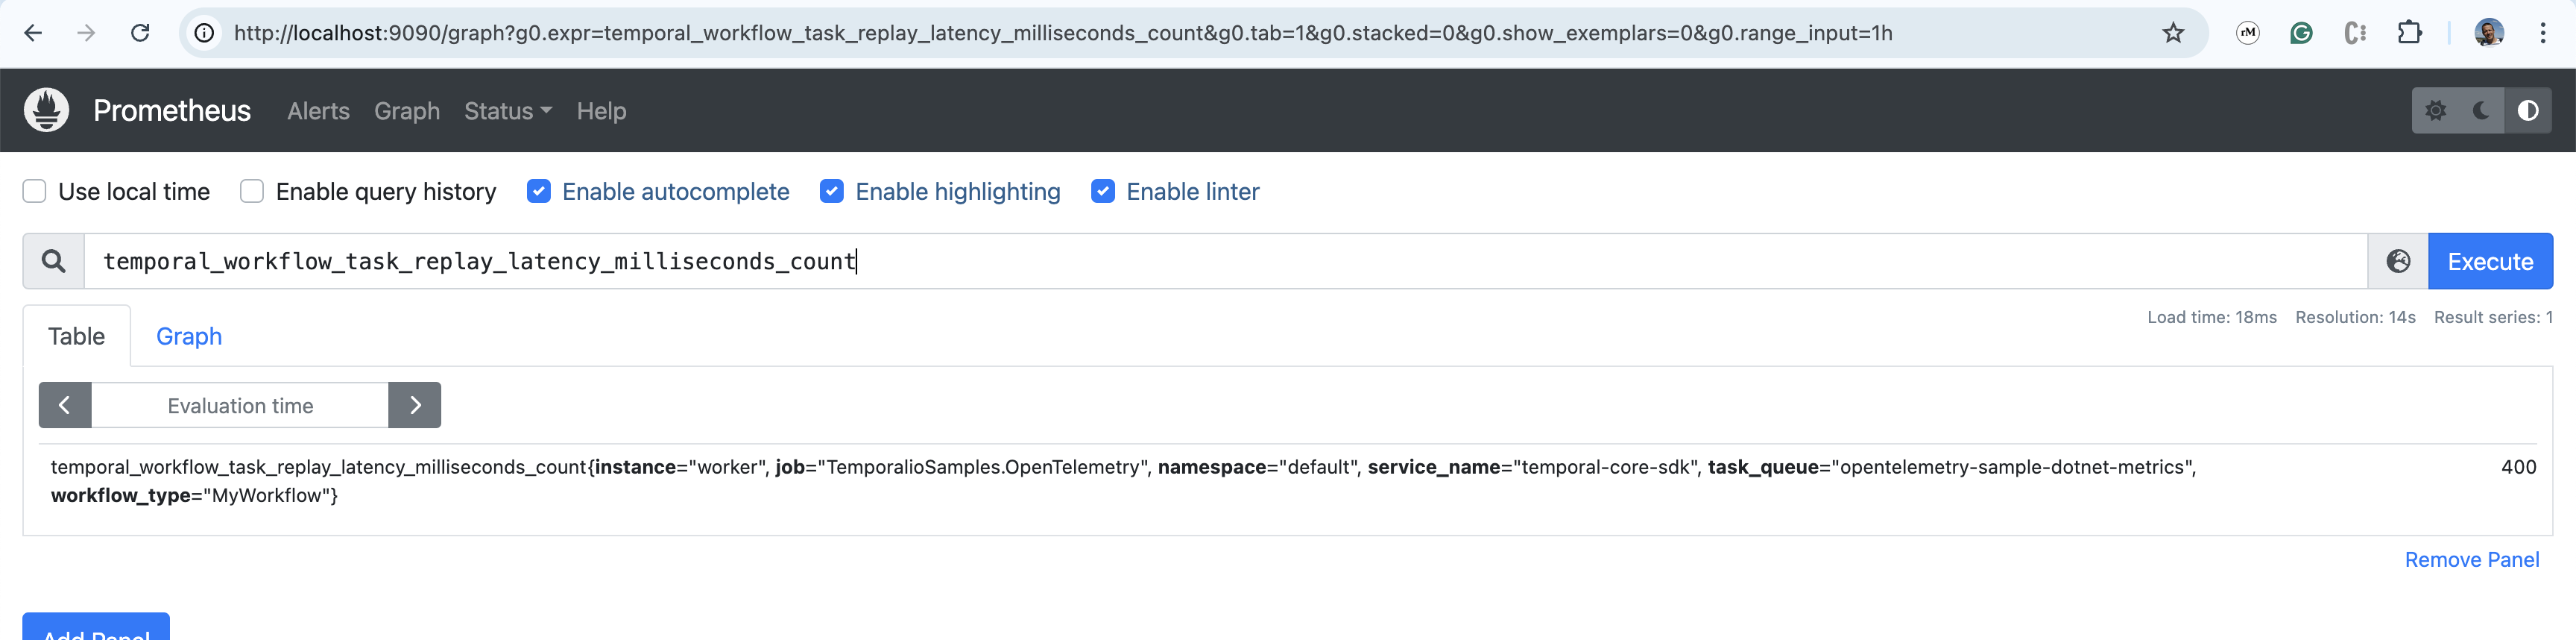 http://localhost:9090/graph?g0.expr=temporal_workflow_task_replay_latency_milliseconds_count&g0.tab=1&g0.stacked=0&g0.show_exemplars=0&g0.range_input=1h
rM
Prometheus Alerts Graph Status Help
Use local time Enable query history Enable autocomplete Enable highlighting Enable linter
temporal_workflow_task_replay_latency_milliseconds_count Execute
Table Graph Load time: 18ms Resolution: 14s Result series: 1
Evaluation time
temporal_workflow_task_replay_latency_milliseconds_count{instance="worker", job="TemporalioSamples.OpenTelemetry", namespace="default", service_name="temporal-core-sdk", task_queue="opentelemetry-sample-dotnet-metrics", 400
workflow_type="MyWorkflow"}
Remove Panel
Add Panel